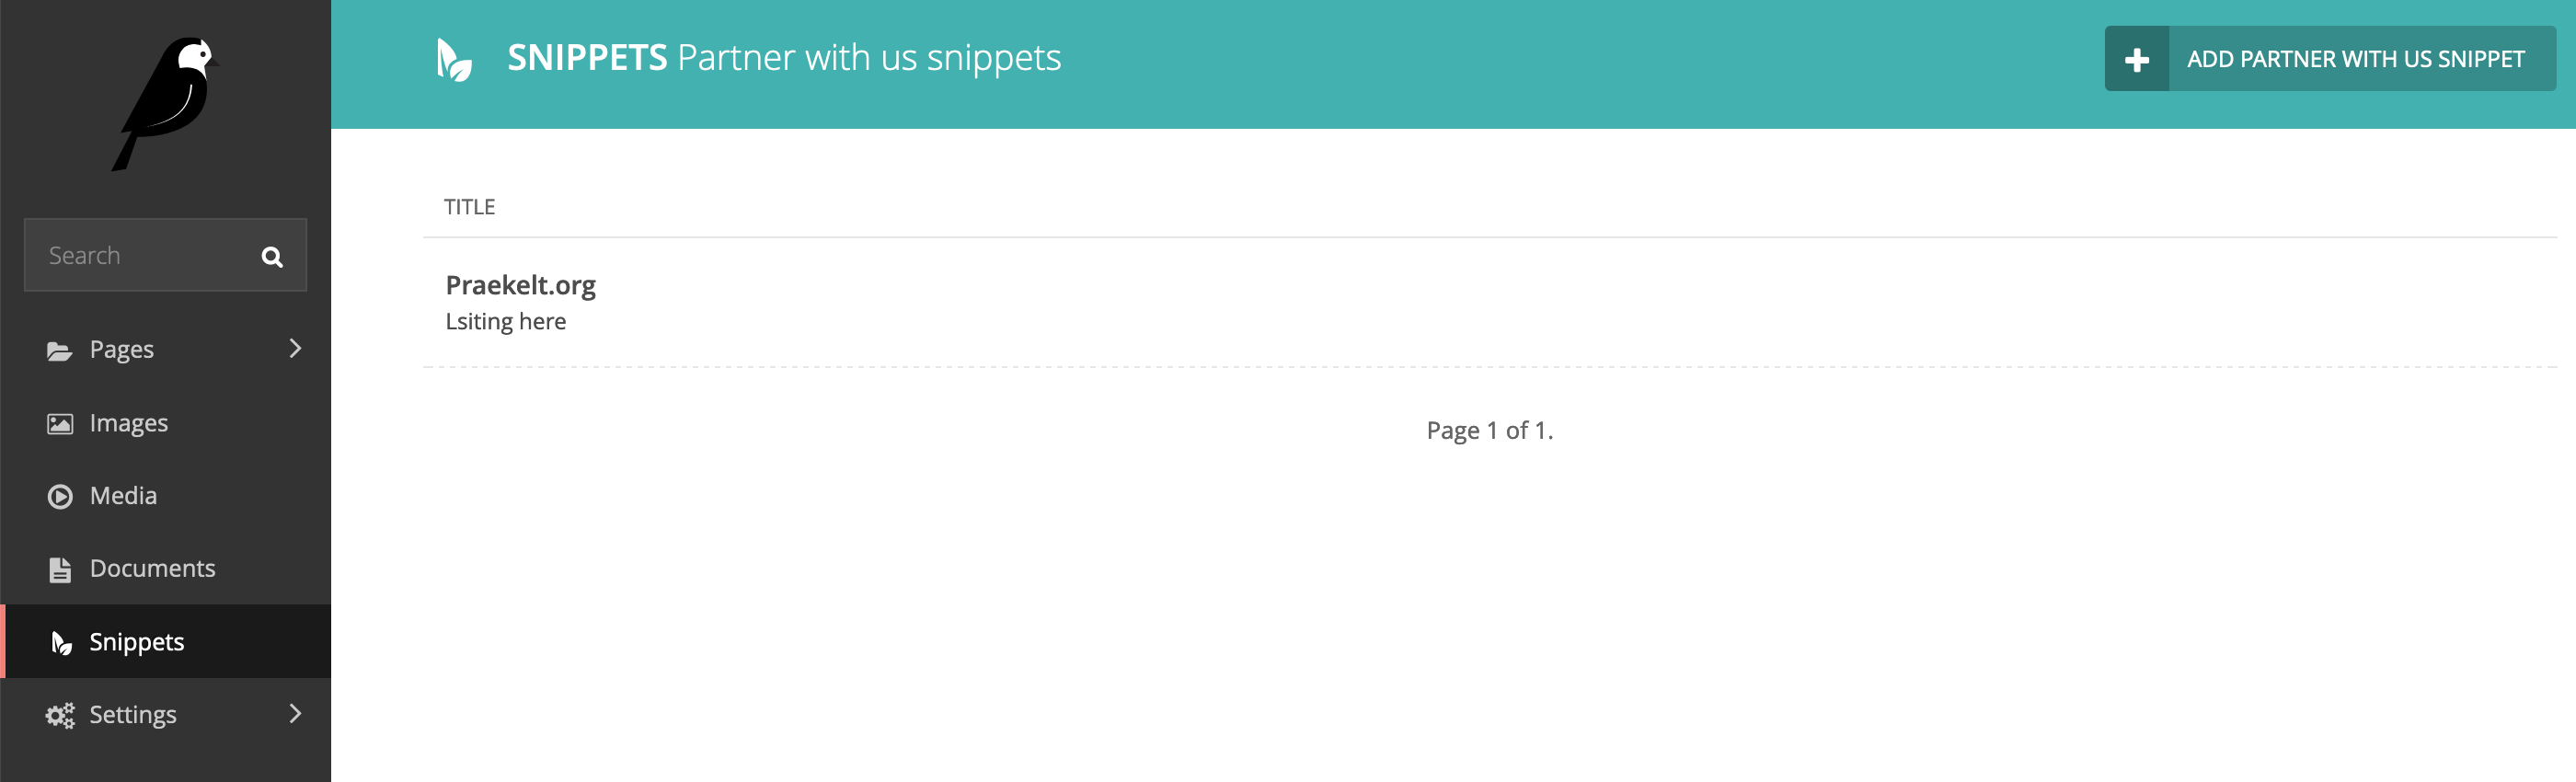 SNIPPETS Partner with us snippets
ADD PARTNER WITH US SNIPPET
Search
Pages
Images
Media
Documents
Snippets
Settings
TITLE
Praekelt.org
Lsiting here
Page 1 of 1.